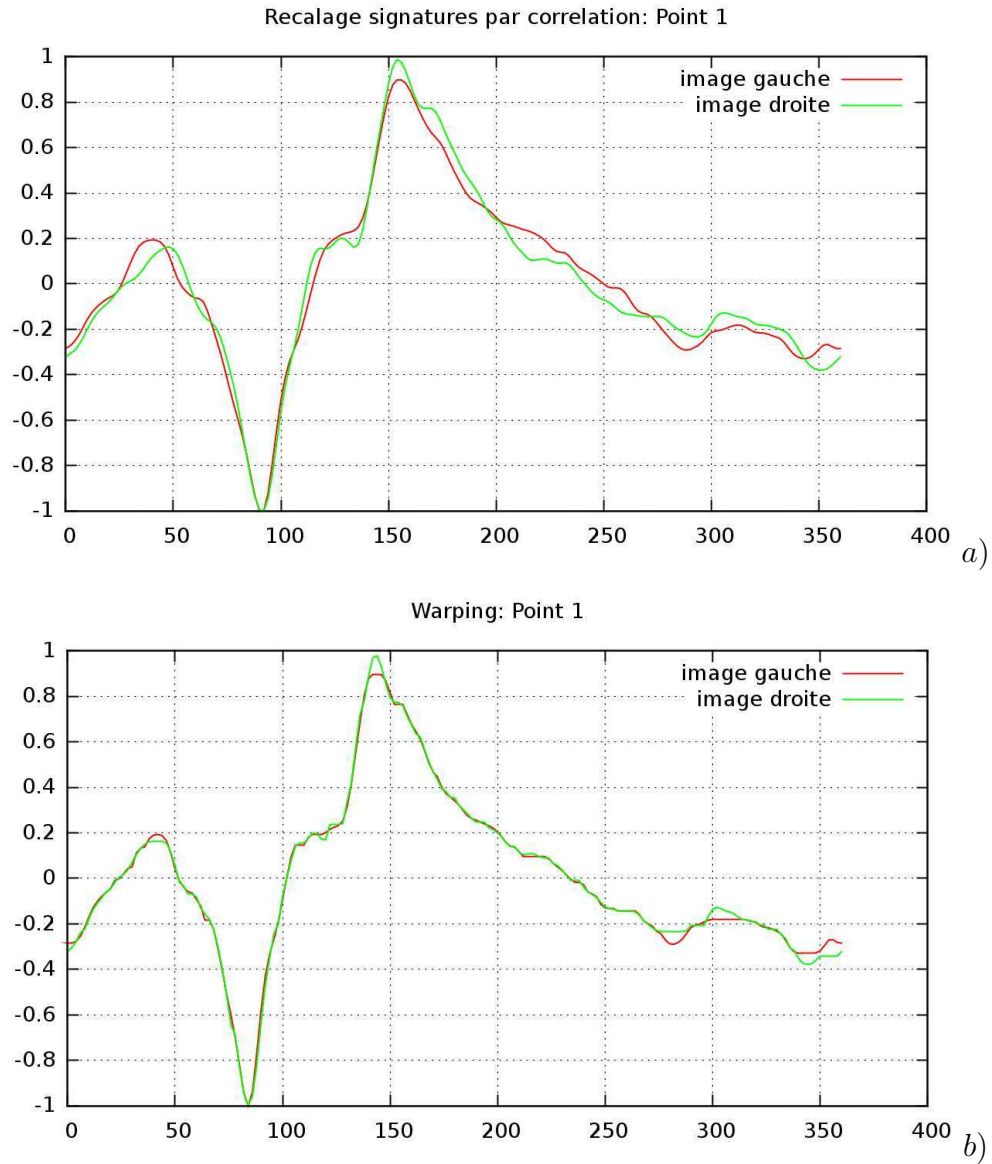 Recalage signatures par correlation: Point 1
image gauche
image droite
1
0.8
0.6
0.4
0.2
0
-0.2
-0.4
-0.6
-0.8
-1
0 50 100 150 200 250 300 350 400
a)
Warping: Point 1
image gauche
image droite
1
0.8
0.6
0.4
0.2
0
-0.2
-0.4
-0.6
-0.8
-1
0 50 100 150 200 250 300 350 400
b)